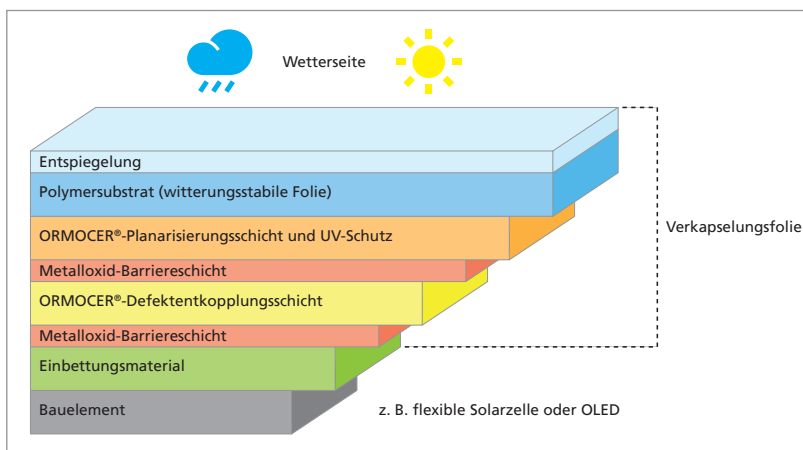 Wetterseite
Entspiegelung
Polymersubstrat (witterungsstabile Folie)
ORMOCER®-Planarisierungsschicht und UV-Schutz
Verkapselungsfolie
Metalloxid-Barriereschicht
ORMOCER®-Defektentkopplungsschicht
Metalloxid-Barriereschicht
Einbettungsmaterial
Bauelement
z. B. flexible Solarzelle oder OLED